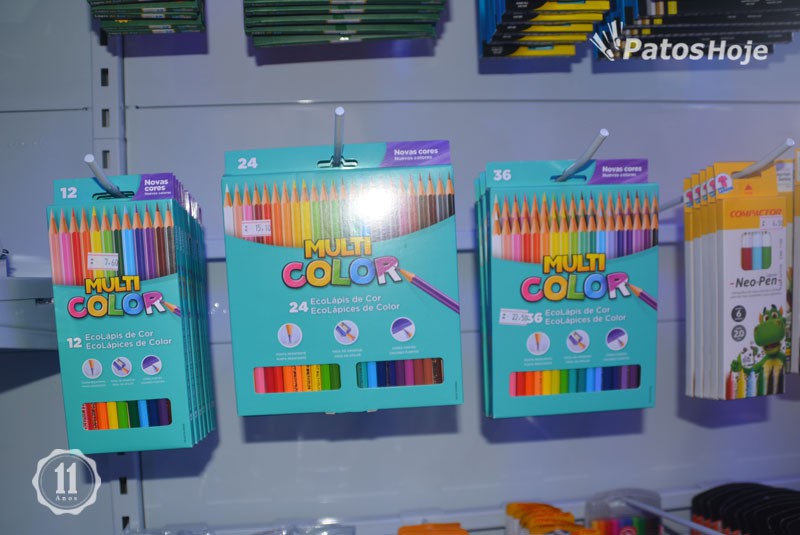 PatosHoje
12
Novas cores
Nuevos colores
MULTI
COLOR
12 EcoLápis de Cor
EcoLápices de Color
24
Novas cores
Nuevos colores
MULTI
COLOR
24 EcoLápis de Cor
EcoLápices de Color
36
Novas cores
Nuevos colores
MULTI
COLOR
36 EcoLápis de Cor
EcoLápices de Color
COMPACTOR
Neo-Pen
6
11
Anos